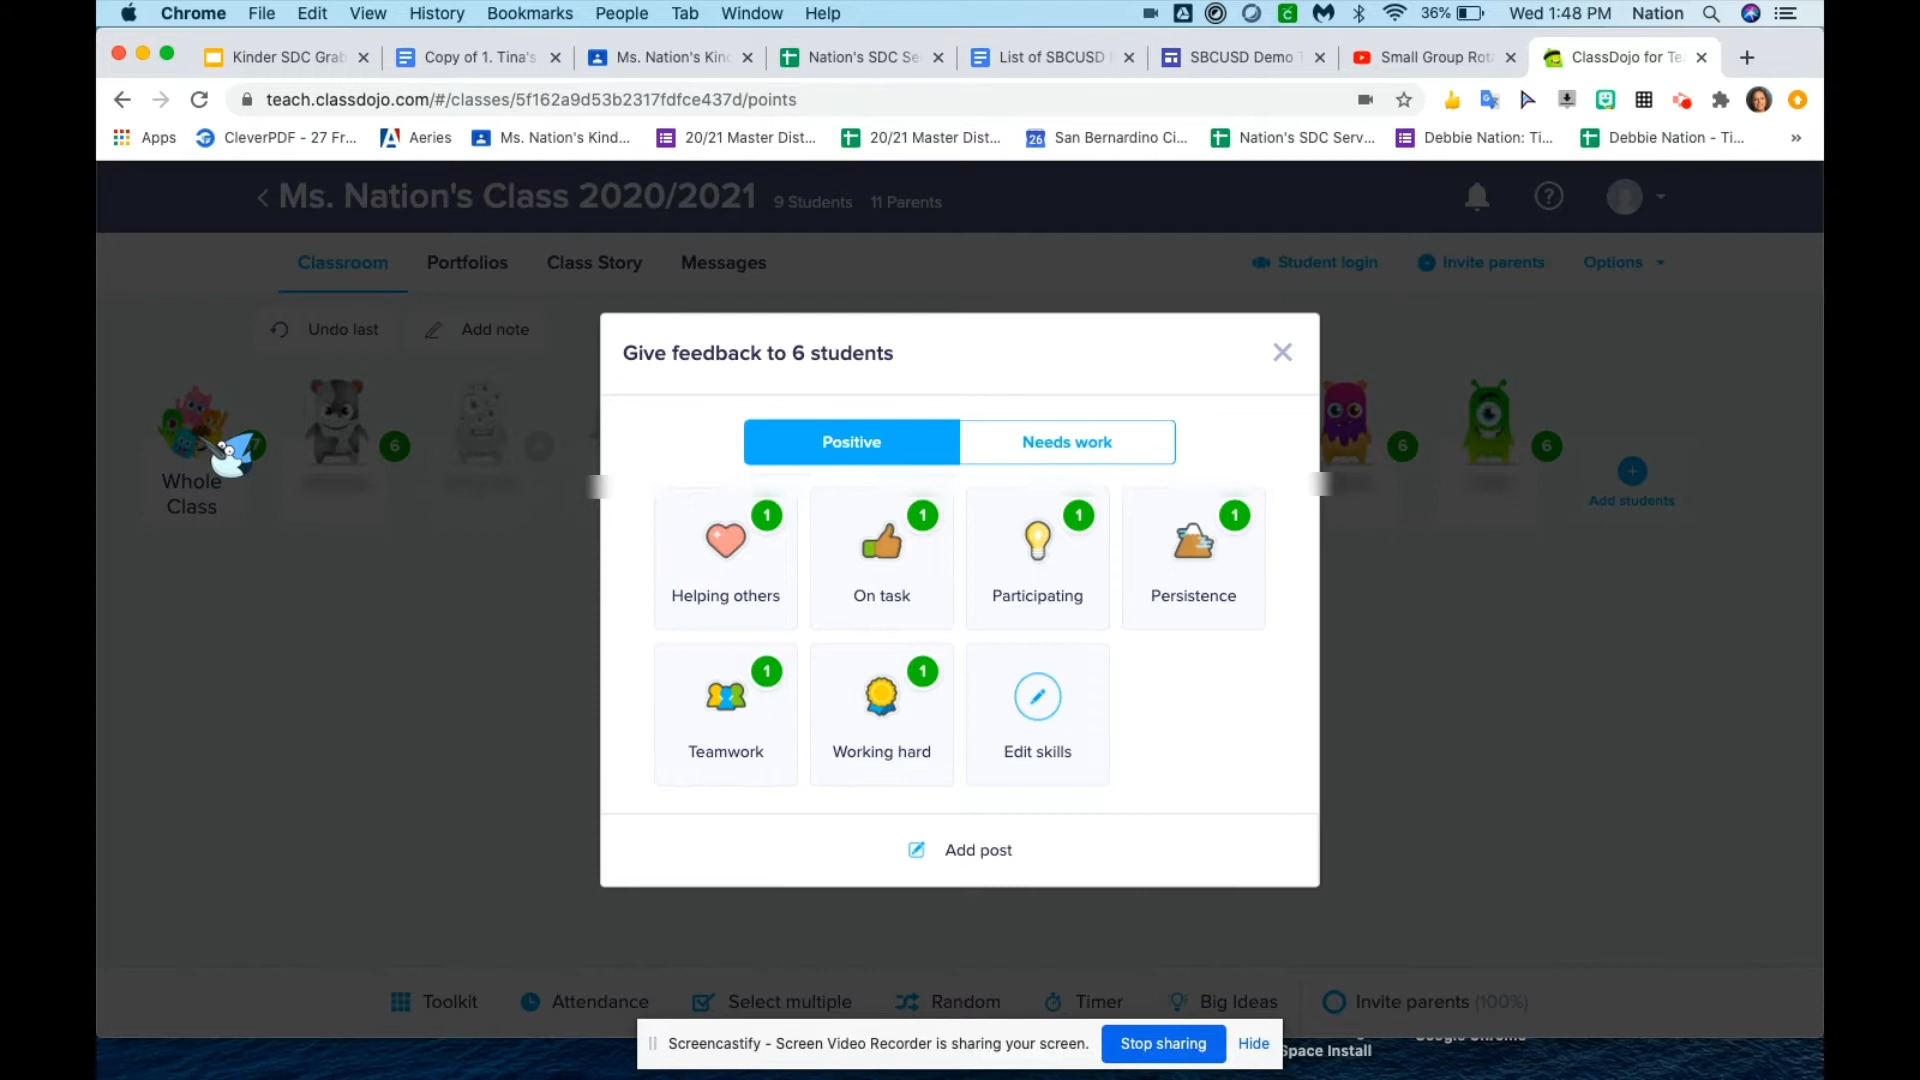 Chrome File Edit View History Bookmarks People Tab Window Help 36% Wed 1:48 PM Nation
Kinder SDC Grab Copy of 1. Tina's Ms. Nation's Kin Nation's SDC Se List of SBCUSD SBCUSD Demo T Small Group Rot ClassDojo for Te
teach.classdojo.com/#/classes/5f162a9d53b2317fdfce437d/points
Apps CleverPDF - 27 Fr... Aeries Ms. Nation's Kind... 20/21 Master Dist... 20/21 Master Dist... 26 San Bernardino Ci... Nation's SDC Serv... Debbie Nation: Ti... Debbie Nation - Ti... »
Ms. Nation's Class 2020/2021 9 Students 11 Parents
Classroom Portfolios Class Story Messages Student login Invite parents Options
Undo last Add note
Give feedback to 6 students
Positive Needs work
7 6 6 6
Whole
Class
Add students
1 1 1 1
Helping others On task Participating Persistence
1 1
Teamwork Working hard Edit skills
Add post
Toolkit Attendance Select multiple Random Timer Big Ideas Invite parents (100%)
Screencastify - Screen Video Recorder is sharing your screen. Stop sharing Hide
Space Install